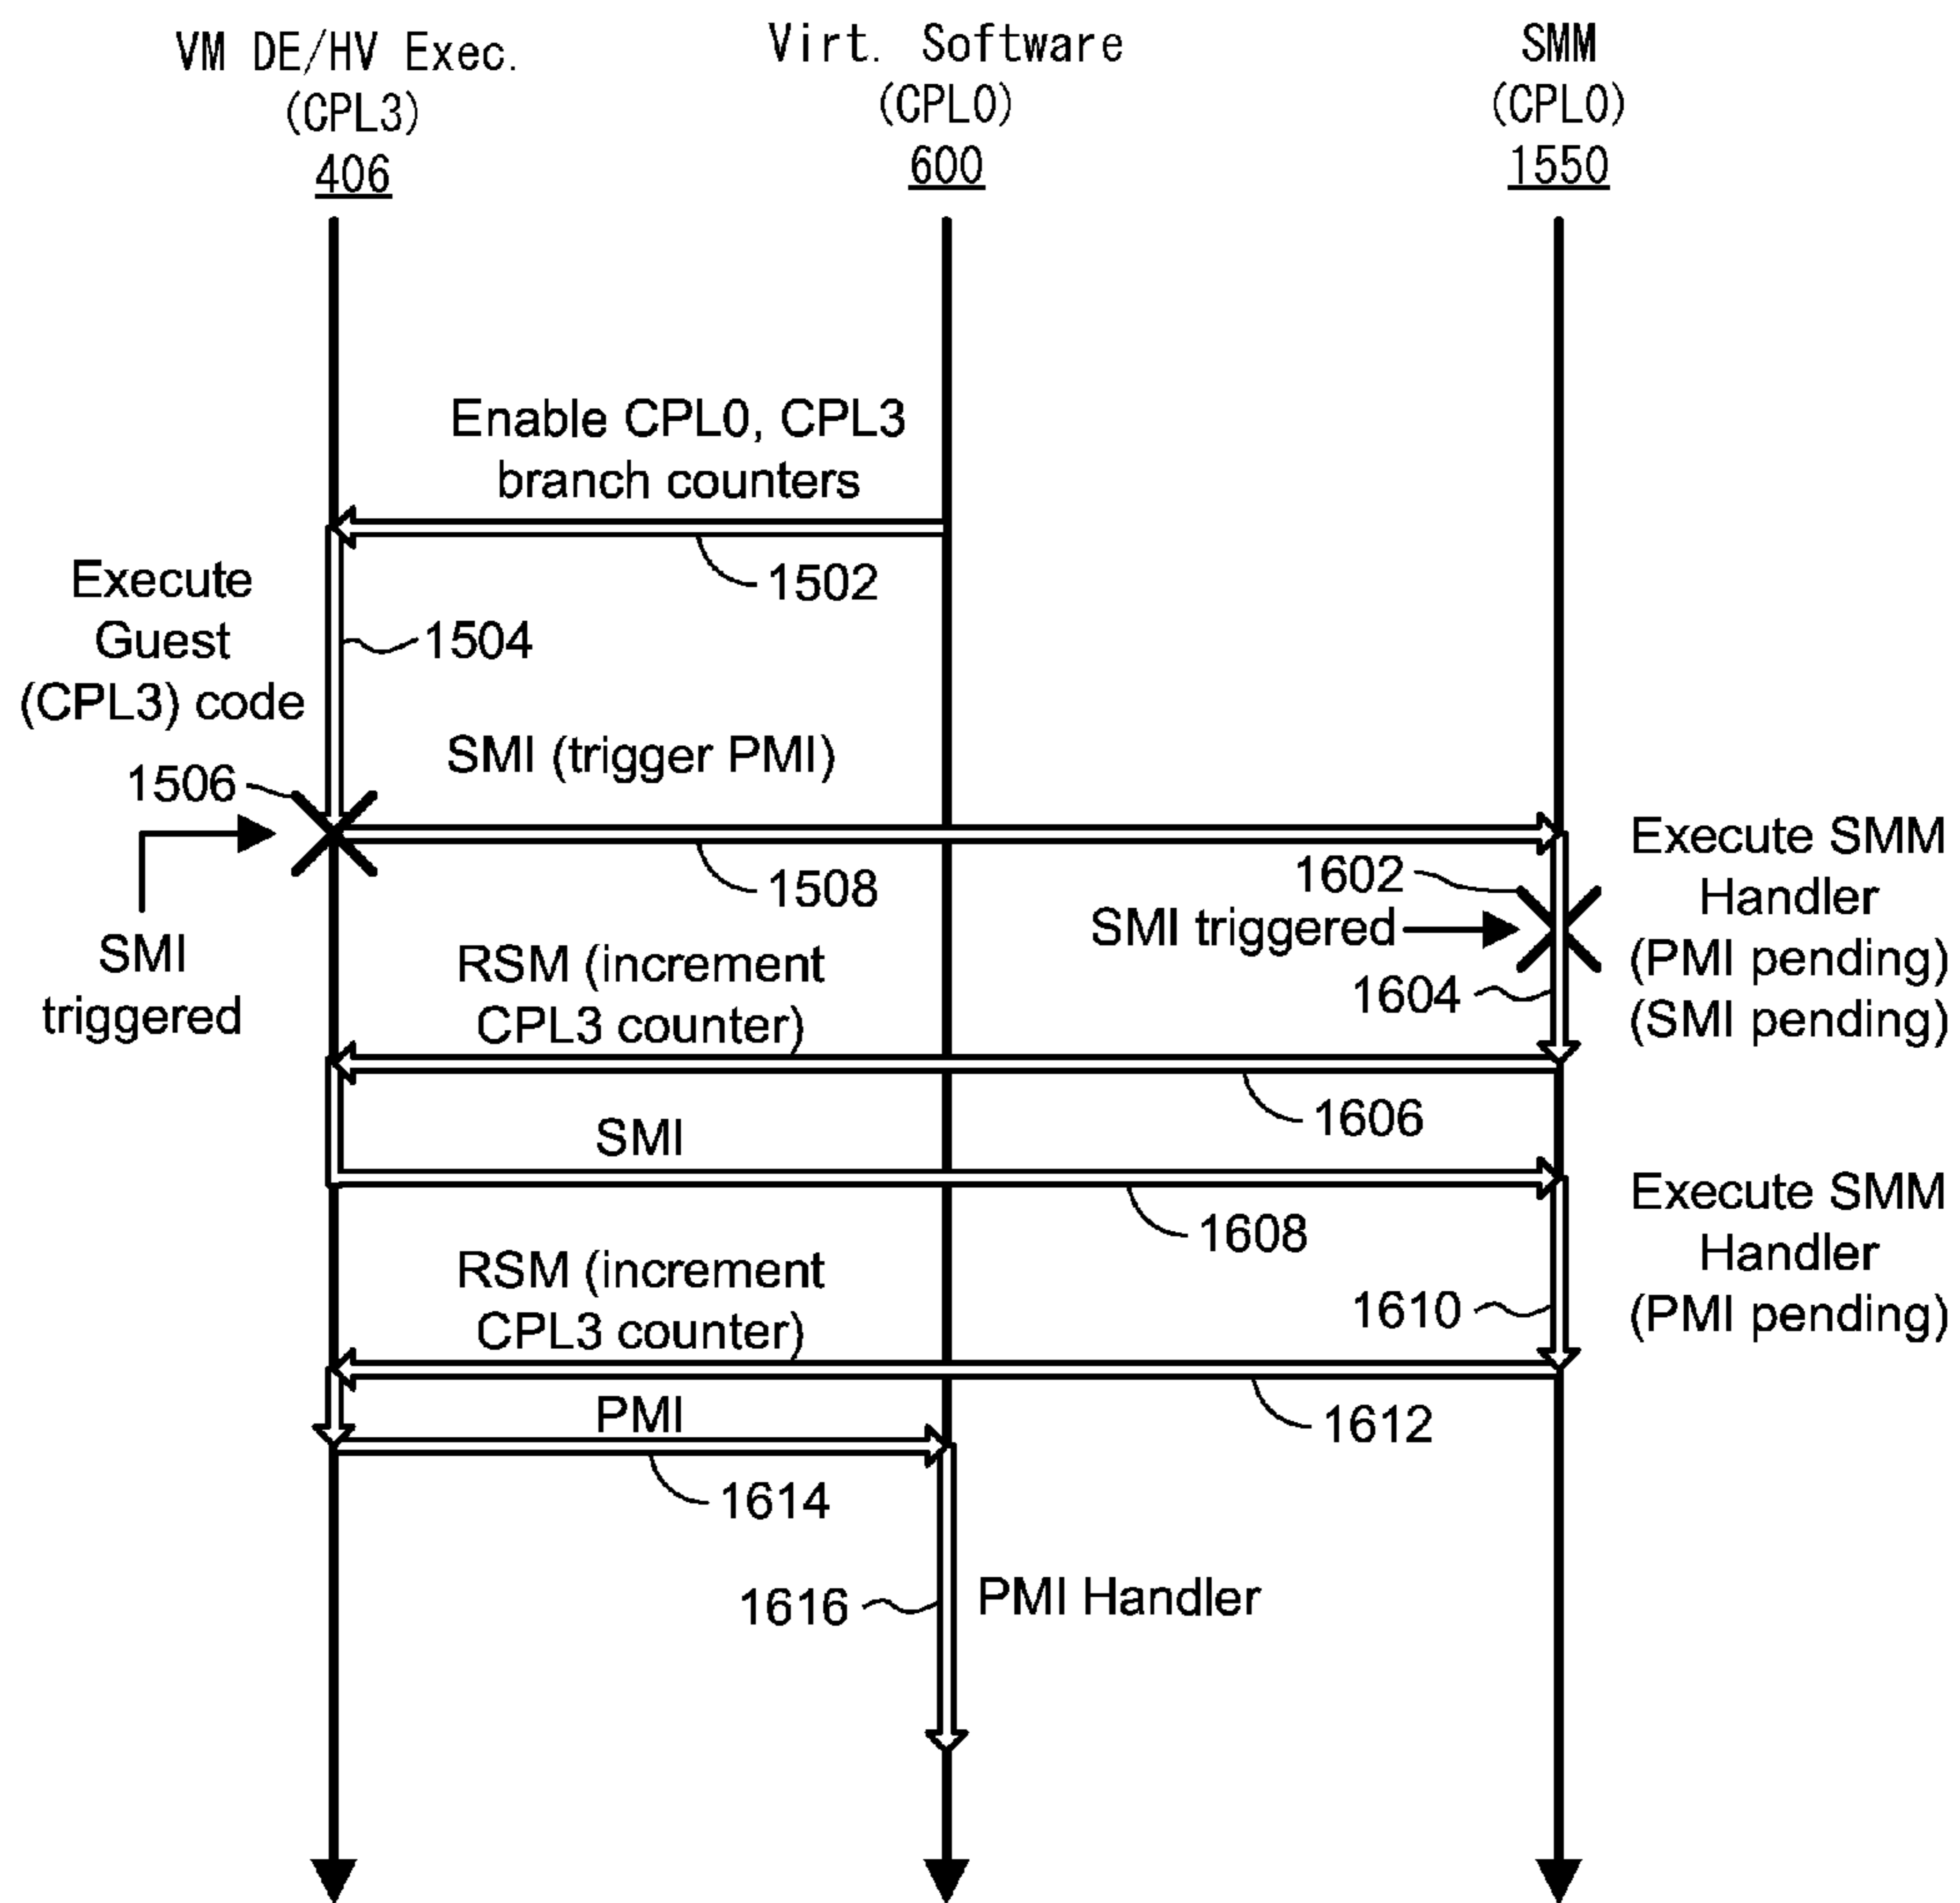 VM DE/HV Exec.
(CPL3)
406
Virt. Software
(CPL0)
600
SMM
(CPL0)
1550
Enable CPL0, CPL3
branch counters
1502
Execute
Guest
(CPL3) code
1504
SMI (trigger PMI)
1506
1508
SMI
triggered
Execute SMM
Handler
(PMI pending)
(SMI pending)
1602
SMI triggered
1604
RSM (increment
CPL3 counter)
1606
SMI
1608
Execute SMM
Handler
(PMI pending)
1610
RSM (increment
CPL3 counter)
1612
PMI
1614
1616
PMI Handler